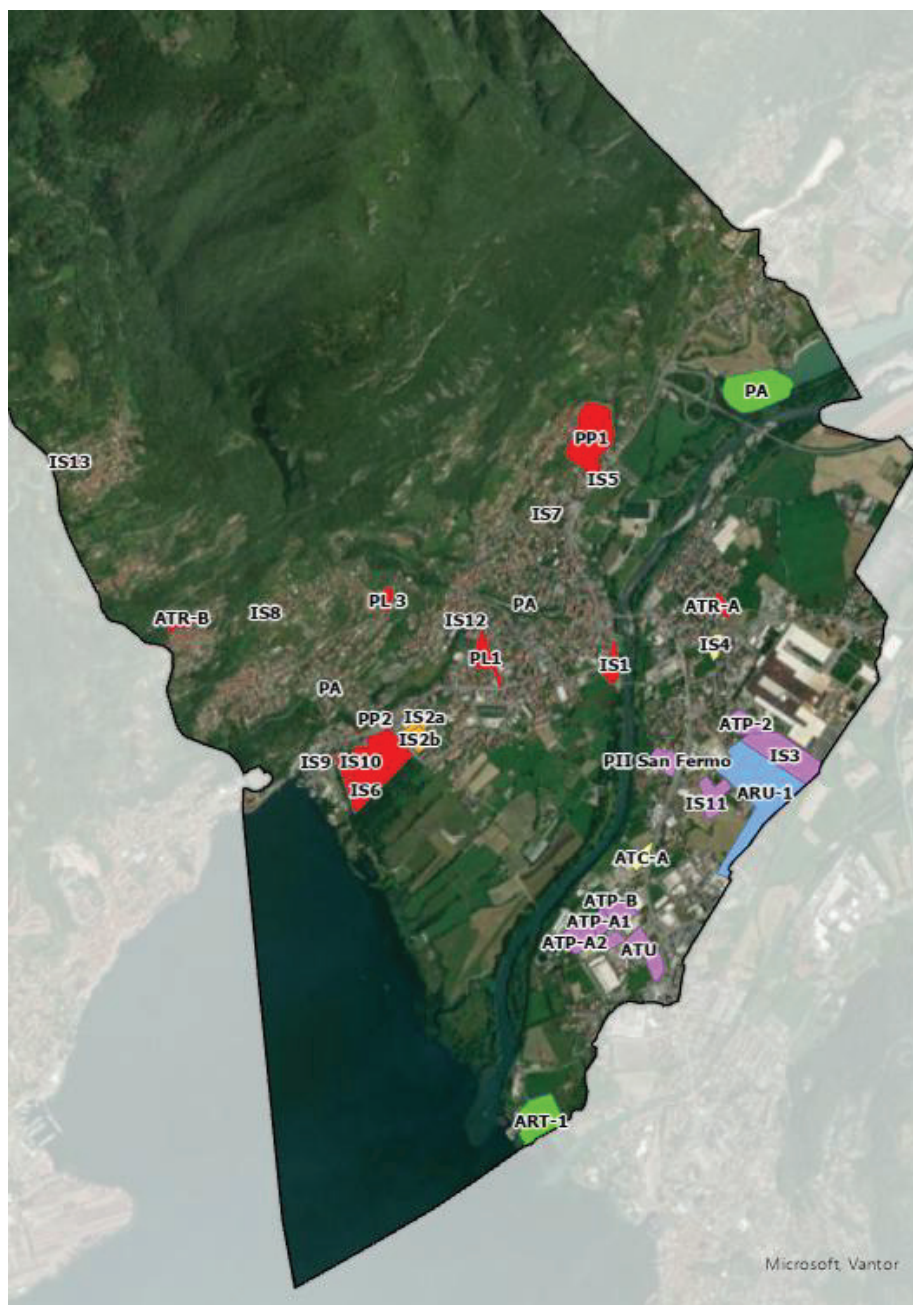 PA
PP1
IS13
IS5
IS7
PL 3
ATR-B
IS8
PA
ATR-A
IS12
IS4
PL1
IS1
PA
PP2
IS2a
IS2b
ATP-2
IS9
IS10
PII San Fermo
IS3
IS6
IS11
ARU-1
ATC-A
ATP-B
ATP-A1
ATP-A2
ATU
ART-1
Microsoft, Vantor